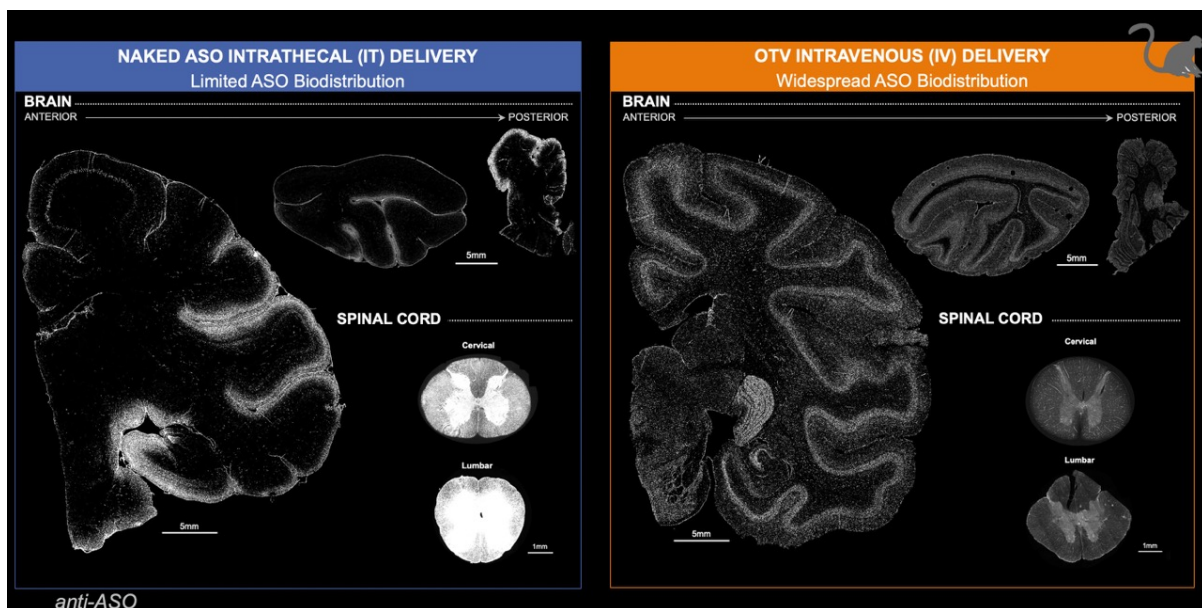 NAKED ASO INTRATHECAL (IT) DELIVERY
Limited ASO Biodistribution
BRAIN
ANTERIOR
POSTERIOR
5mm
SPINAL CORD
Cervical
Lumbar
5mm
1mm
OTV INTRAVENOUS (IV) DELIVERY
Widespread ASO Biodistribution
BRAIN
ANTERIOR
POSTERIOR
5mm
SPINAL CORD
Cervical
Lumbar
5mm
1mm
anti-ASO